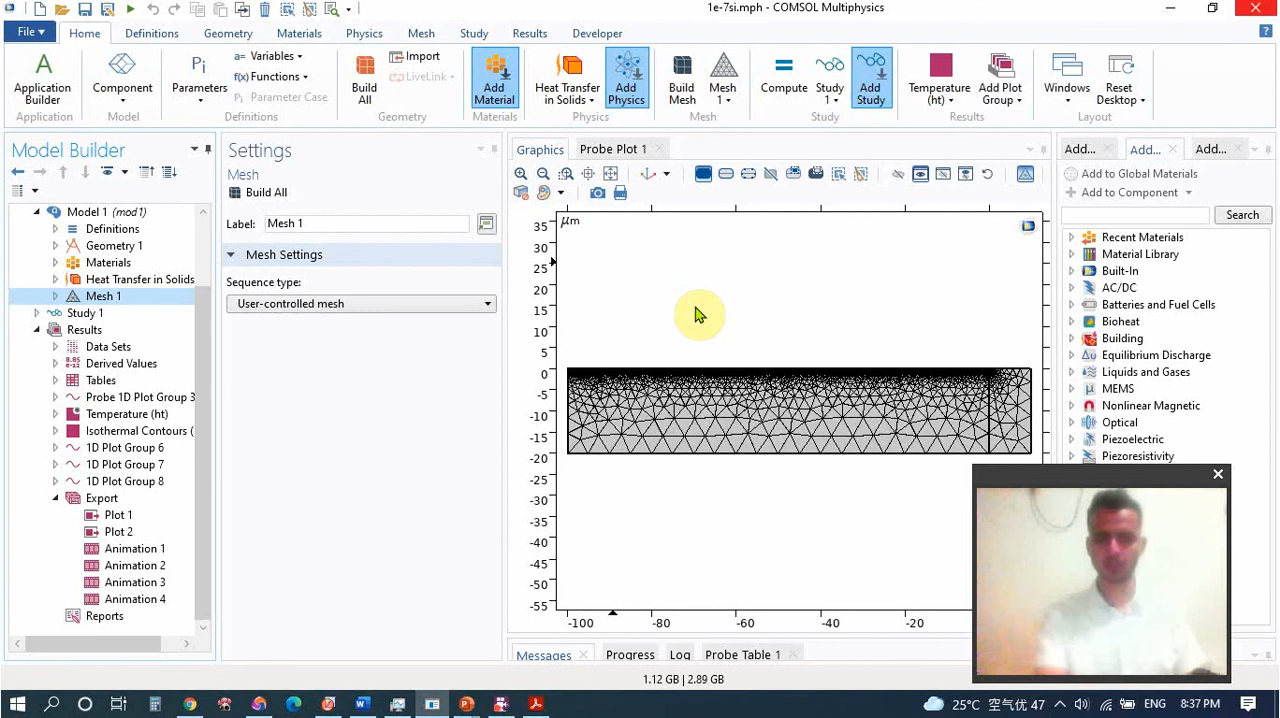 1e-7si.mph - COMSOL Multiphysics
File
Home
Definitions
Geometry
Materials
Physics
Mesh
Study
Results
Developer
Application Builder
Component
Parameters
Variables
Functions
Parameter Case
Import
LiveLink
Build All
Add Material
Heat Transfer in Solids
Add Physics
Build Mesh
Mesh 1
Compute
Study 1
Add Study
Temperature (ht)
Add Plot Group
Windows
Reset Desktop
Application
Model
Definitions
Geometry
Materials
Physics
Mesh
Study
Results
Layout
Model Builder
Model 1 (mod1)
Definitions
Geometry 1
Materials
Heat Transfer in Solids
Mesh 1
Study 1
Results
Data Sets
Derived Values
Tables
Probe 1D Plot Group 3
Temperature (ht)
Isothermal Contours (
1D Plot Group 6
1D Plot Group 7
1D Plot Group 8
Export
Plot 1
Plot 2
Animation 1
Animation 2
Animation 3
Animation 4
Reports
Settings
Mesh
Build All
Label: Mesh 1
Mesh Settings
Sequence type:
User-controlled mesh
Graphics
Probe Plot 1
µm
35
30
25
20
15
10
5
0
-5
-10
-15
-20
-25
-30
-35
-40
-45
-50
-55
-100 -80 -60 -40 -20
Messages
Progress
Log
Probe Table 1
1.12 GB | 2.89 GB
Add...
Add...
Add...
Add to Global Materials
Add to Component
Search
Recent Materials
Material Library
Built-In
AC/DC
Batteries and Fuel Cells
Bioheat
Building
Equilibrium Discharge
Liquids and Gases
MEMS
Nonlinear Magnetic
Optical
Piezoelectric
Piezoresistivity
25°C 空气优 47
ENG
8:37 PM